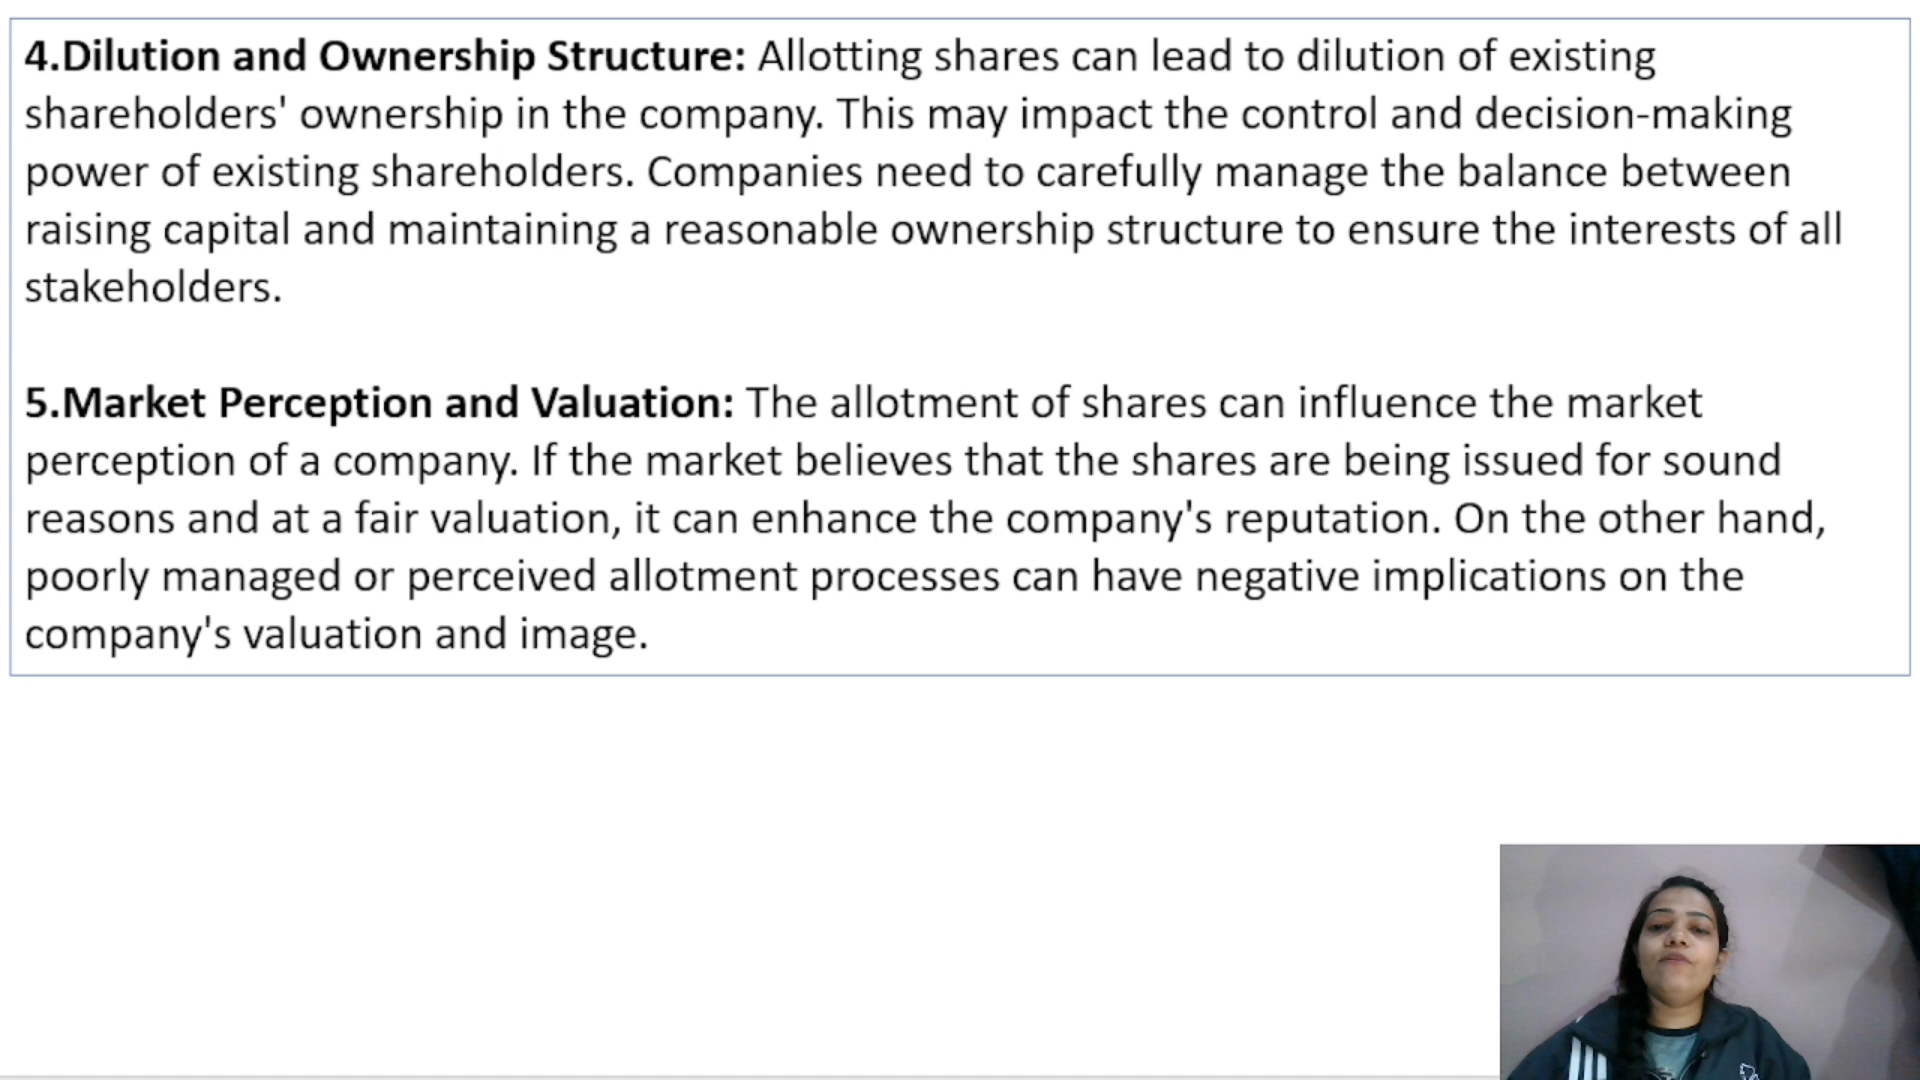 4.Dilution and Ownership Structure: Allotting shares can lead to dilution of existing
shareholders' ownership in the company. This may impact the control and decision-making
power of existing shareholders. Companies need to carefully manage the balance between
raising capital and maintaining a reasonable ownership structure to ensure the interests of all
stakeholders.
5.Market Perception and Valuation: The allotment of shares can influence the market
perception of a company. If the market believes that the shares are being issued for sound
reasons and at a fair valuation, it can enhance the company's reputation. On the other hand,
poorly managed or perceived allotment processes can have negative implications on the
company's valuation and image.